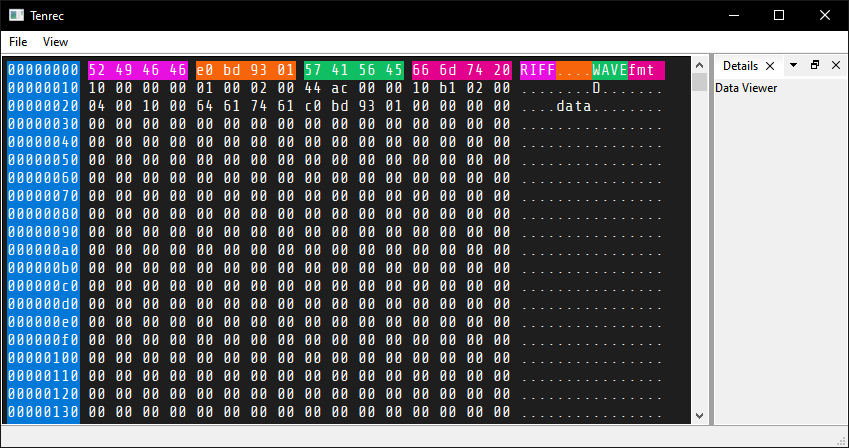 Tenrec
File View
00000000 52 49 46 46 e0 bd 93 01 57 41 56 45 66 6d 74 20 RIFF....WAVEfmt
00000010 10 00 00 00 01 00 02 00 44 ac 00 00 10 b1 02 00 ........D.......
00000020 04 00 10 00 64 61 74 61 c0 bd 93 01 00 00 00 00 ....data........
00000030 00 00 00 00 00 00 00 00 00 00 00 00 00 00 00 00 ................
00000040 00 00 00 00 00 00 00 00 00 00 00 00 00 00 00 00 ................
00000050 00 00 00 00 00 00 00 00 00 00 00 00 00 00 00 00 ................
00000060 00 00 00 00 00 00 00 00 00 00 00 00 00 00 00 00 ................
00000070 00 00 00 00 00 00 00 00 00 00 00 00 00 00 00 00 ................
00000080 00 00 00 00 00 00 00 00 00 00 00 00 00 00 00 00 ................
00000090 00 00 00 00 00 00 00 00 00 00 00 00 00 00 00 00 ................
000000a0 00 00 00 00 00 00 00 00 00 00 00 00 00 00 00 00 ................
000000b0 00 00 00 00 00 00 00 00 00 00 00 00 00 00 00 00 ................
000000c0 00 00 00 00 00 00 00 00 00 00 00 00 00 00 00 00 ................
000000d0 00 00 00 00 00 00 00 00 00 00 00 00 00 00 00 00 ................
000000e0 00 00 00 00 00 00 00 00 00 00 00 00 00 00 00 00 ................
000000f0 00 00 00 00 00 00 00 00 00 00 00 00 00 00 00 00 ................
00000100 00 00 00 00 00 00 00 00 00 00 00 00 00 00 00 00 ................
00000110 00 00 00 00 00 00 00 00 00 00 00 00 00 00 00 00 ................
00000120 00 00 00 00 00 00 00 00 00 00 00 00 00 00 00 00 ................
00000130 00 00 00 00 00 00 00 00 00 00 00 00 00 00 00 00 ................
Details
Data Viewer